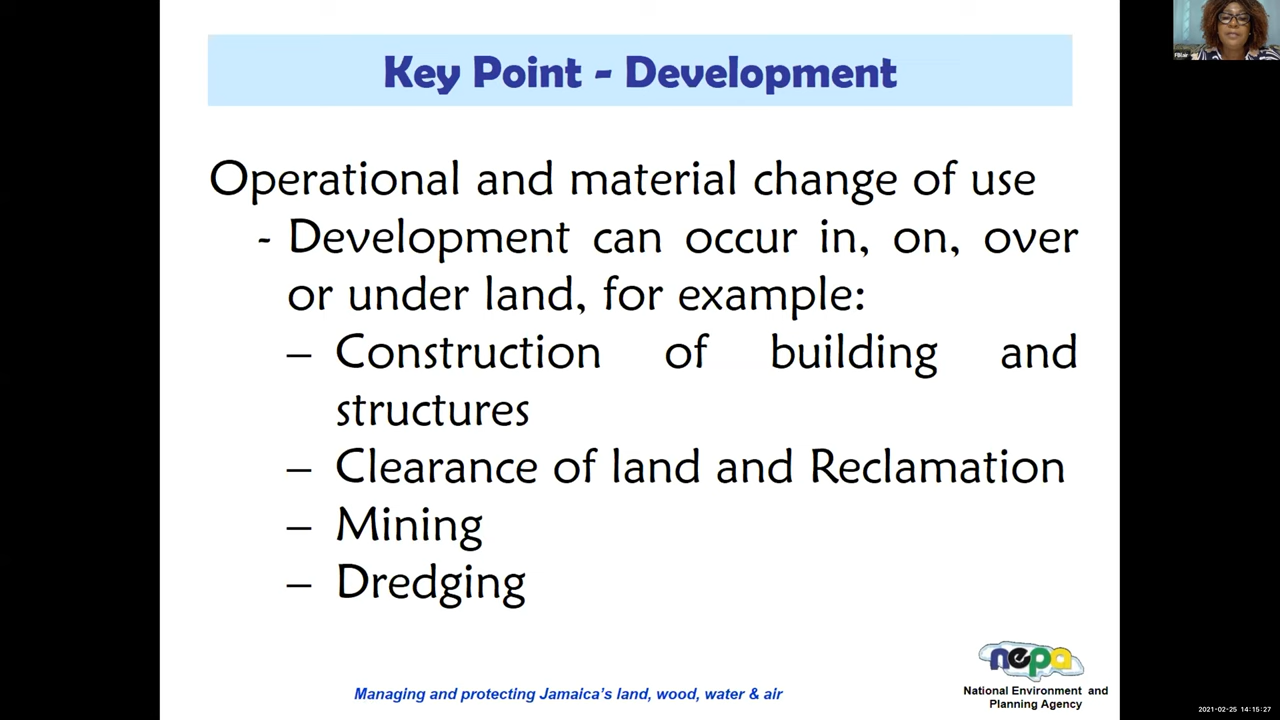 Key Point - Development
Operational and material change of use
- Development can occur in, on, over
or under land, for example:
– Construction of building and
structures
– Clearance of land and Reclamation
– Mining
– Dredging
nepa
National Environment and
Planning Agency
Managing and protecting Jamaica's land, wood, water & air
2021-02-25 14:15:27